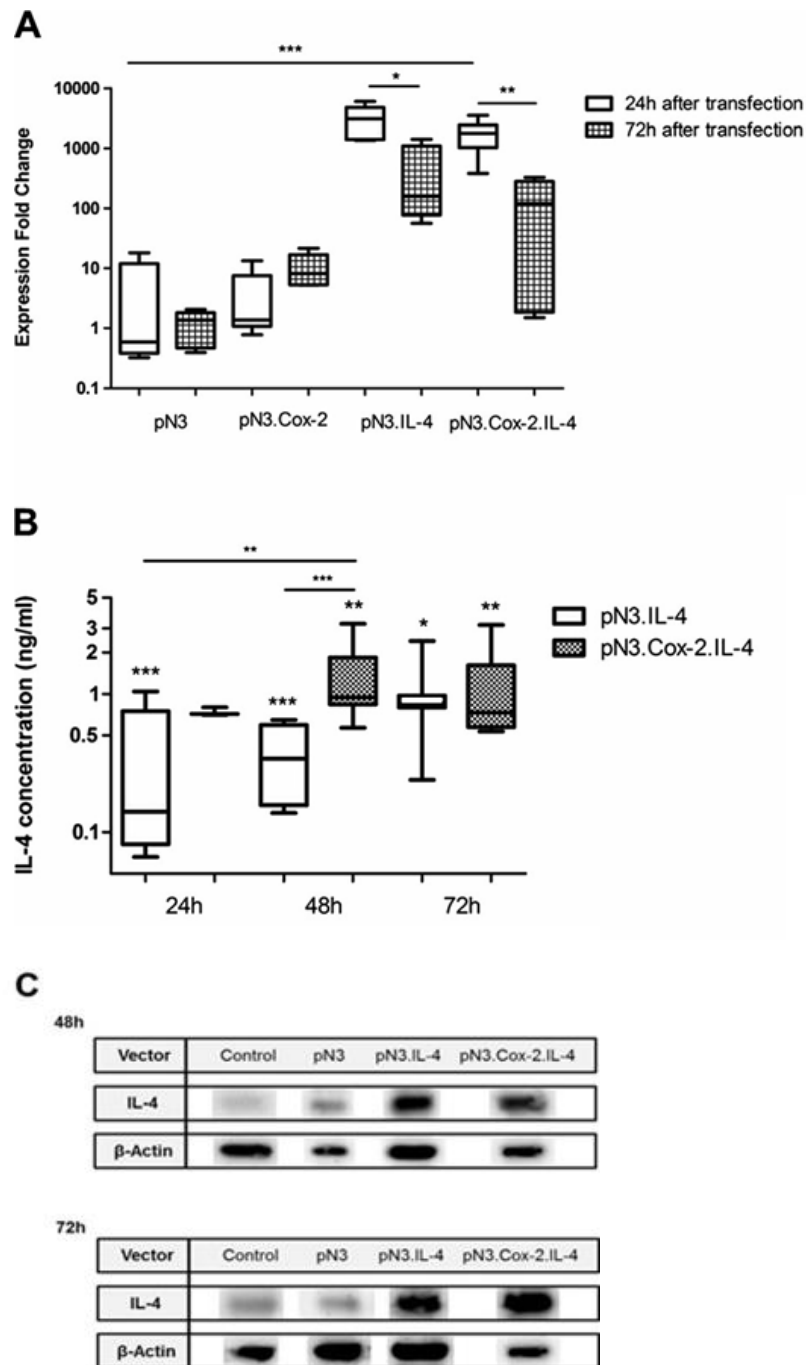 A
***
*
**
10000
1000
100
10
1
0.1
Expression Fold Change
pN3
pN3.Cox-2
pN3.IL-4
pN3.Cox-2.IL-4
24h after transfection
72h after transfection
B
**
***
***
***
**
*
**
5
3
2
1
0.5
0.1
IL-4 concentration (ng/ml)
24h
48h
72h
pN3.IL-4
pN3.Cox-2.IL-4
C
48h
Vector Control pN3 pN3.IL-4 pN3.Cox-2.IL-4
IL-4
β-Actin
72h
Vector Control pN3 pN3.IL-4 pN3.Cox-2.IL-4
IL-4
β-Actin